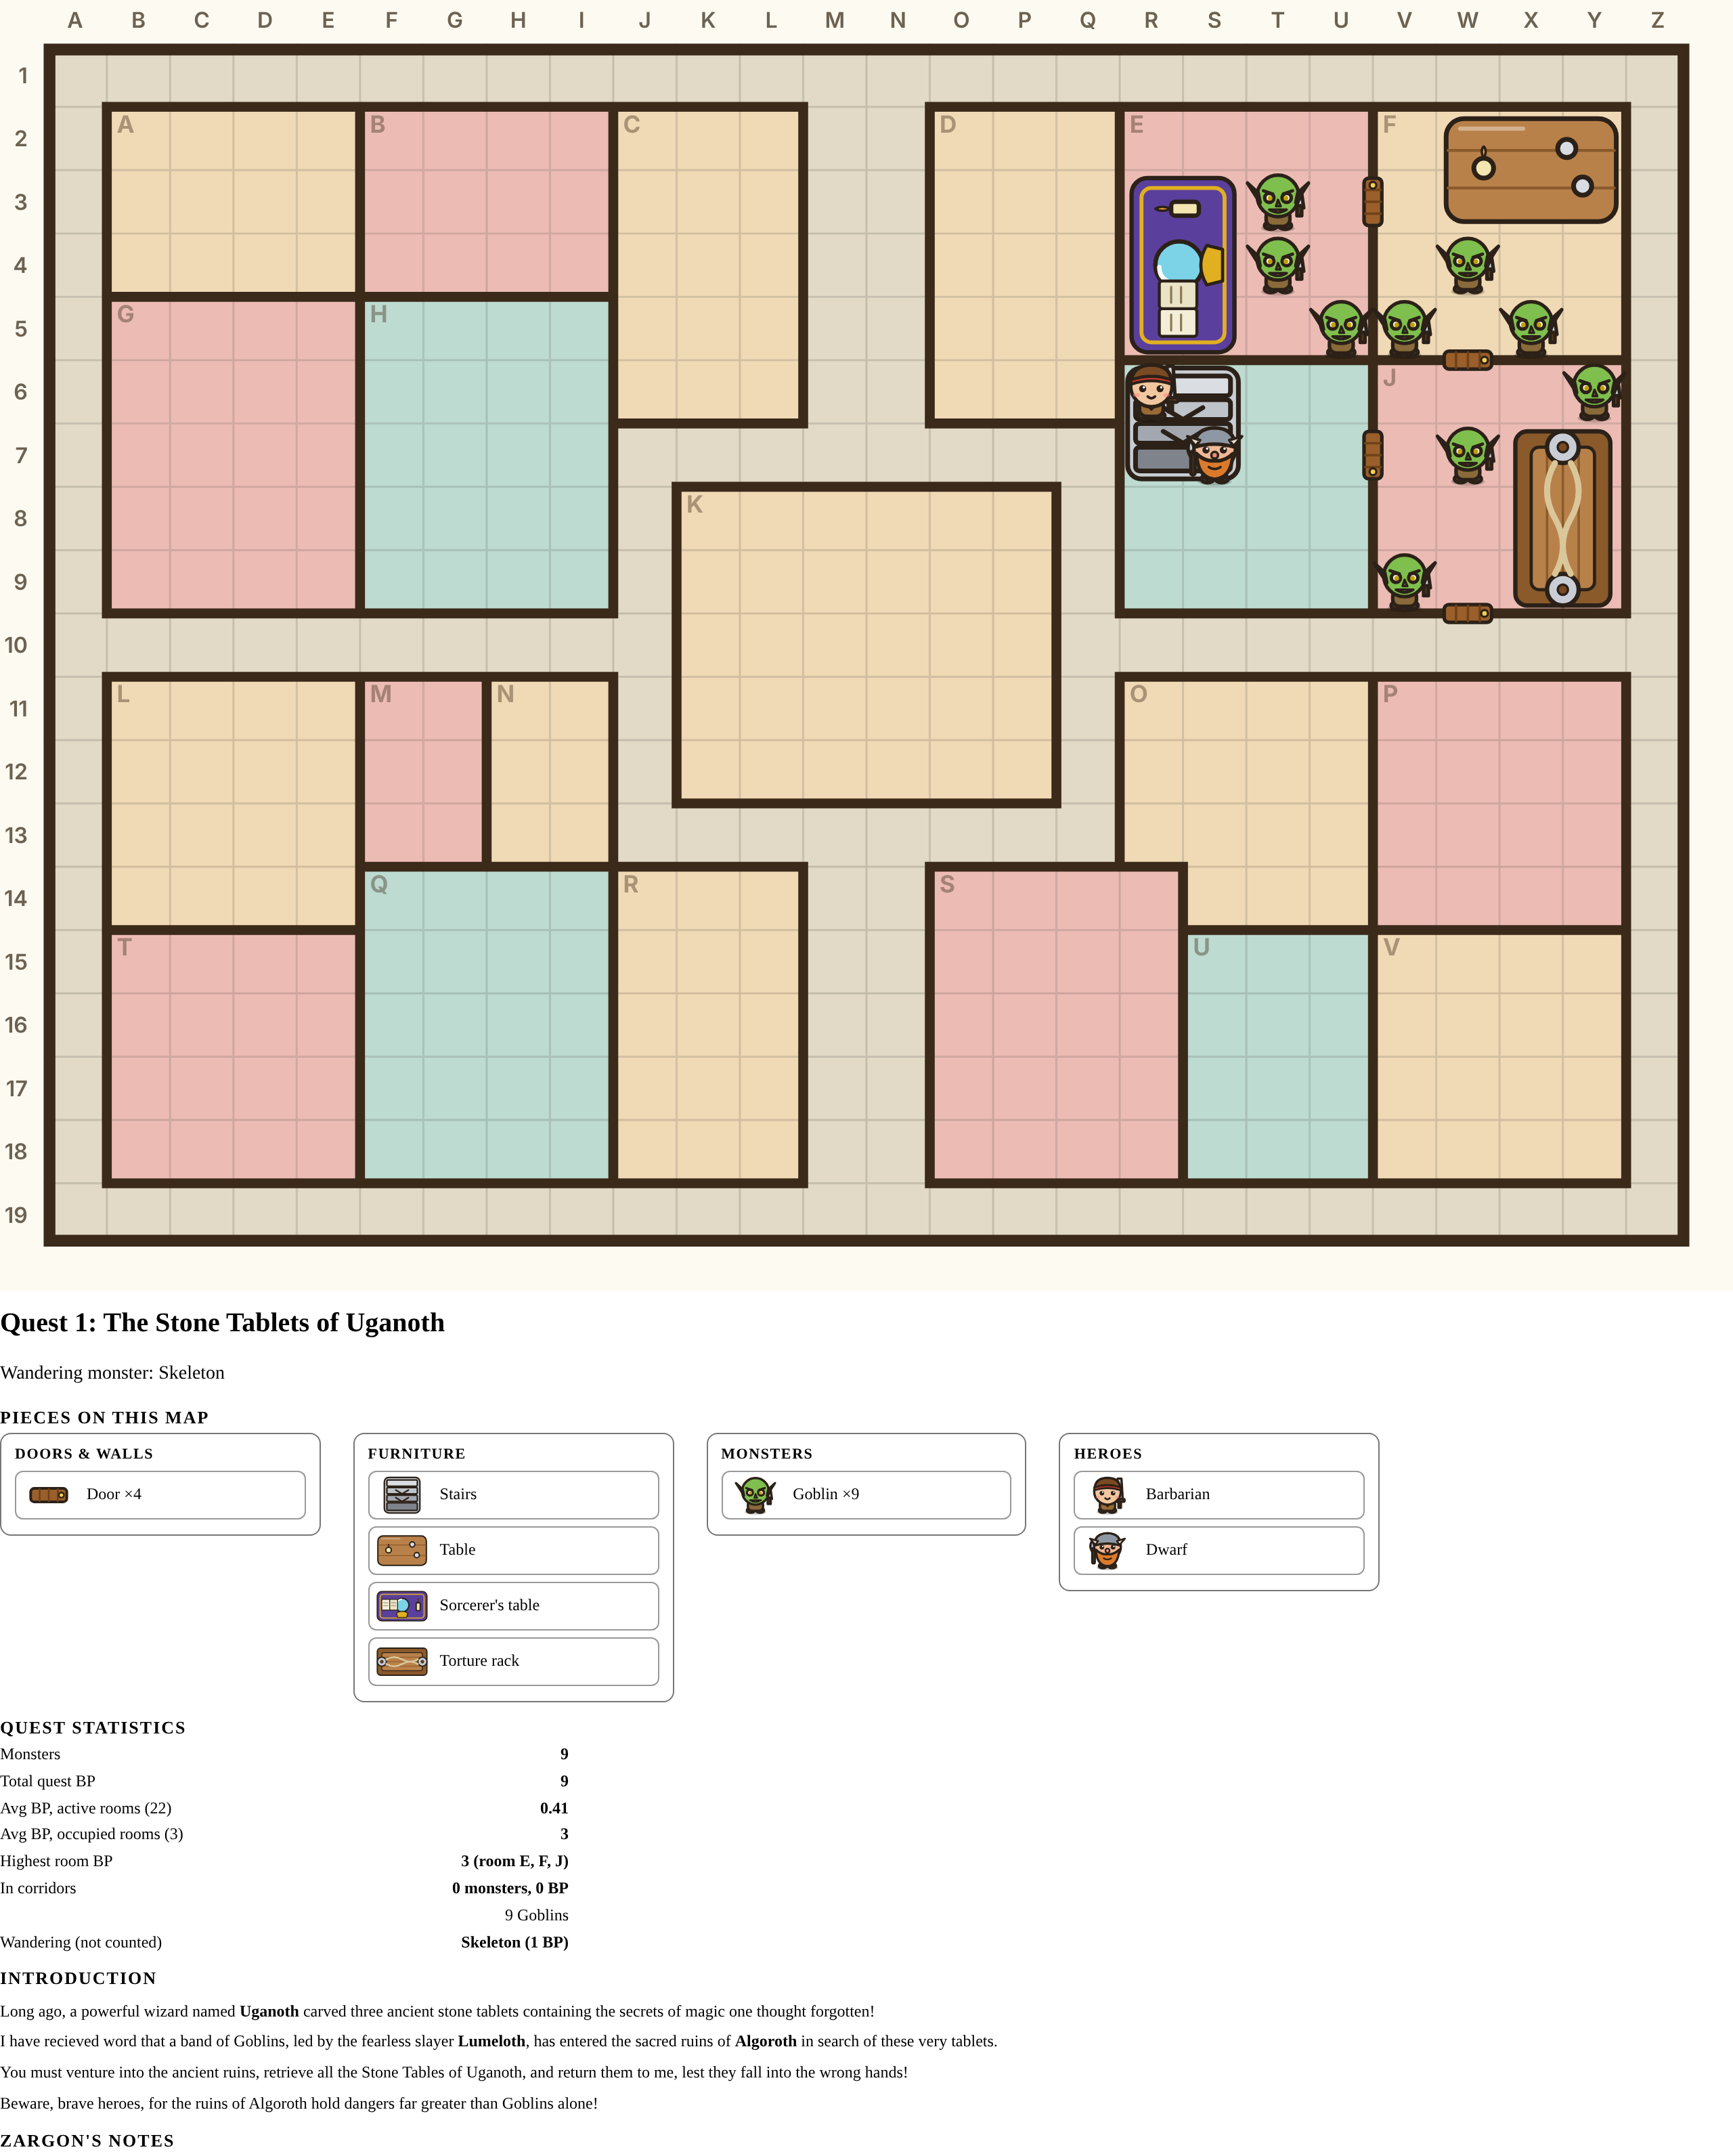 A B C D E F G H I J K L M N O P Q R S T U V W X Y Z
1
2
3
4
5
6
7
8
9
10
11
12
13
14
15
16
17
18
19
A B C D E F
G H
J
K
L M N O P
Q R S
T U V
Quest 1: The Stone Tablets of Uganoth
Wandering monster: Skeleton
PIECES ON THIS MAP
DOORS & WALLS
Door ×4
FURNITURE
Stairs
Table
Sorcerer's table
Torture rack
MONSTERS
Goblin ×9
HEROES
Barbarian
Dwarf
QUEST STATISTICS
Monsters 9
Total quest BP 9
Avg BP, active rooms (22) 0.41
Avg BP, occupied rooms (3) 3
Highest room BP 3 (room E, F, J)
In corridors 0 monsters, 0 BP
9 Goblins
Wandering (not counted) Skeleton (1 BP)
INTRODUCTION
Long ago, a powerful wizard named Uganoth carved three ancient stone tablets containing the secrets of magic one thought forgotten!
I have recieved word that a band of Goblins, led by the fearless slayer Lumeloth, has entered the sacred ruins of Algoroth in search of these very tablets.
You must venture into the ancient ruins, retrieve all the Stone Tables of Uganoth, and return them to me, lest they fall into the wrong hands!
Beware, brave heroes, for the ruins of Algoroth hold dangers far greater than Goblins alone!
ZARGON'S NOTES